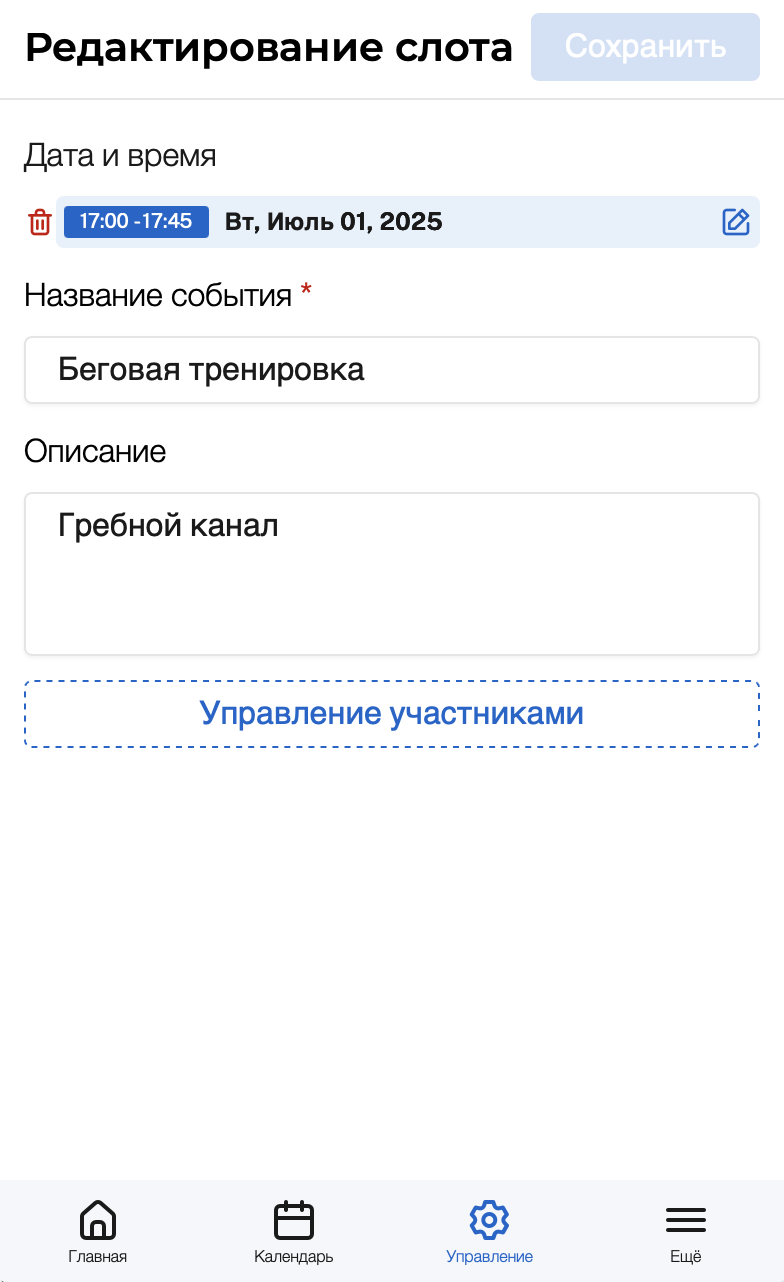 Редактирование слота
Сохранить
Дата и время
17:00 -17:45 Вт, Июль 01, 2025
Название события *
Беговая тренировка
Описание
Гребной канал
Управление участниками
Главная Календарь Управление Ещё